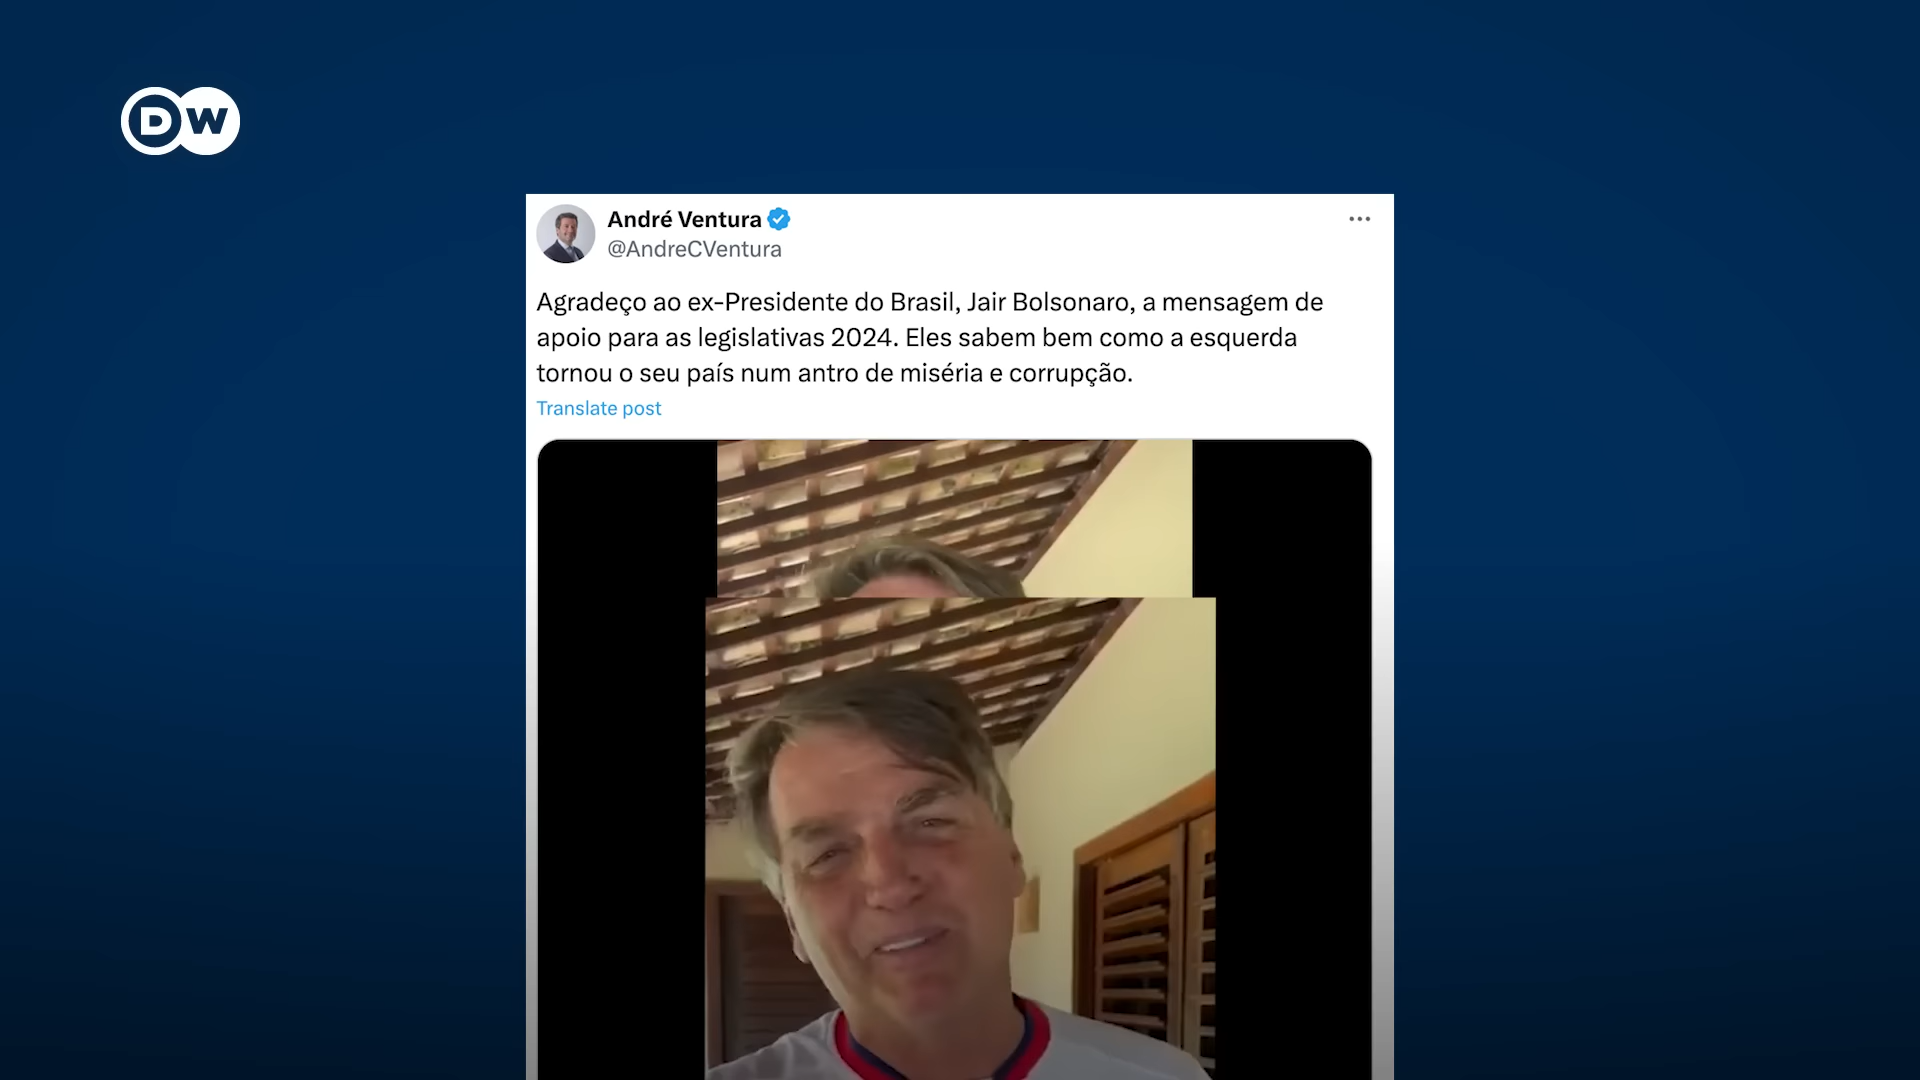 DW
André Ventura
@AndreCVentura
Agradeço ao ex-Presidente do Brasil, Jair Bolsonaro, a mensagem de
apoio para as legislativas 2024. Eles sabem bem como a esquerda
tornou o seu país num antro de miséria e corrupção.
Translate post